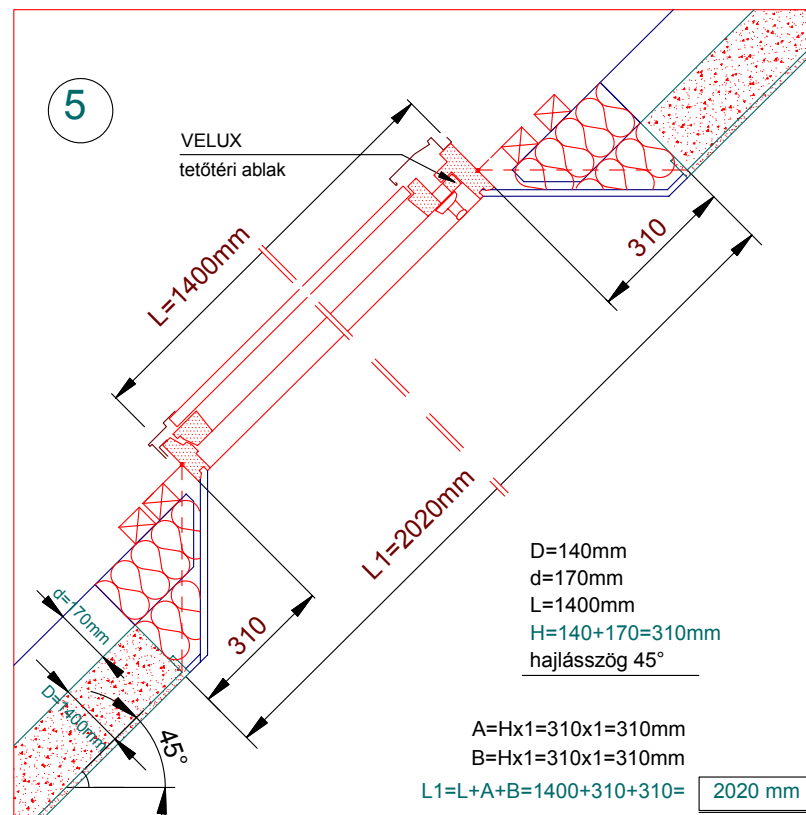 5
VELUX
tetőtéri ablak
L=1400mm
310
L1=2020mm
310
d=170mm
D=1400mm
45°
D=140mm
d=170mm
L=1400mm
H=140+170=310mm
hajlásszög 45°
A=Hx1=310x1=310mm
B=Hx1=310x1=310mm
L1=L+A+B=1400+310+310= 2020 mm